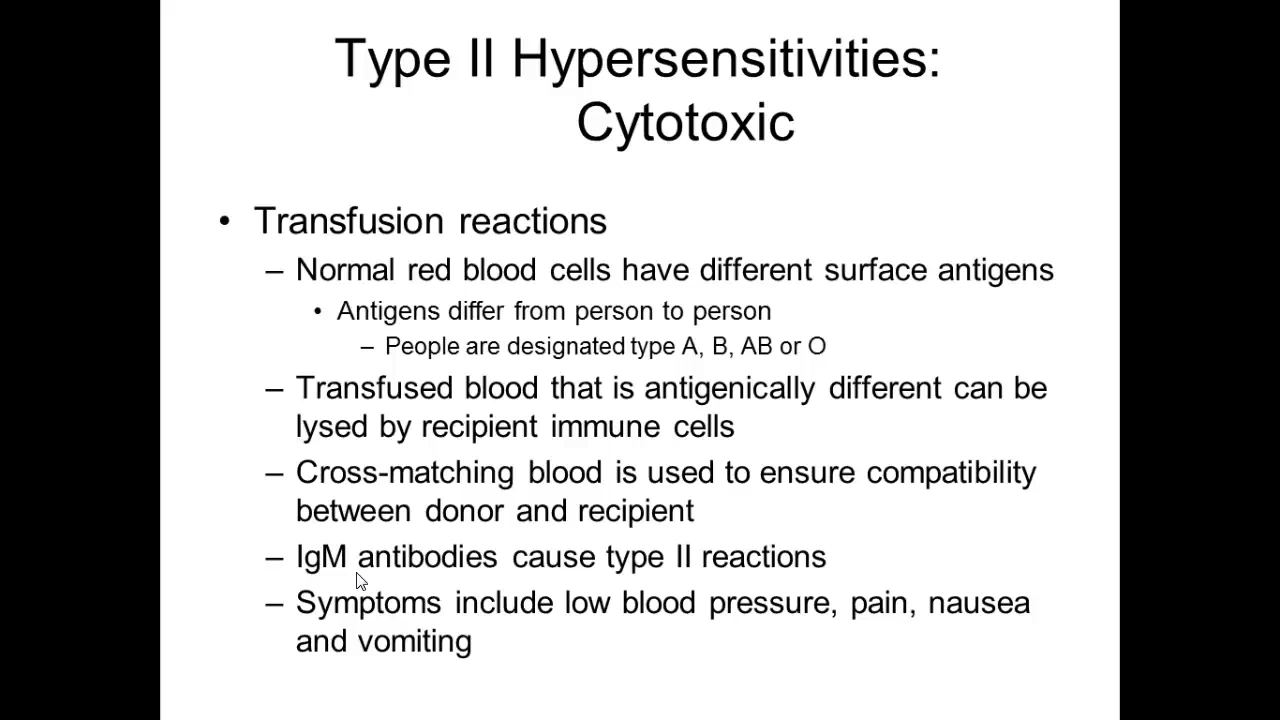 Type II Hypersensitivities:
Cytotoxic
• Transfusion reactions
– Normal red blood cells have different surface antigens
• Antigens differ from person to person
– People are designated type A, B, AB or O
– Transfused blood that is antigenically different can be
lysed by recipient immune cells
– Cross-matching blood is used to ensure compatibility
between donor and recipient
– IgM antibodies cause type II reactions
– Symptoms include low blood pressure, pain, nausea
and vomiting